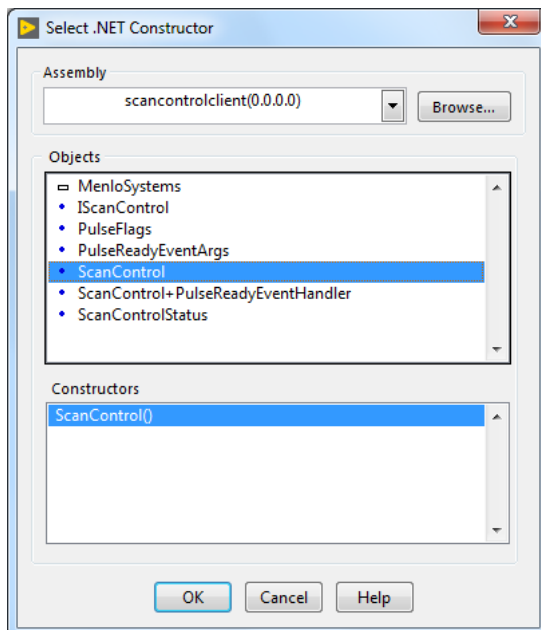 Select .NET Constructor
Assembly
scancontrolclient(0.0.0.0)
Browse...
Objects
MenloSystems
IScanControl
PulseFlags
PulseReadyEventArgs
ScanControl
ScanControl+PulseReadyEventHandler
ScanControlStatus
Constructors
ScanControl()
OK
Cancel
Help